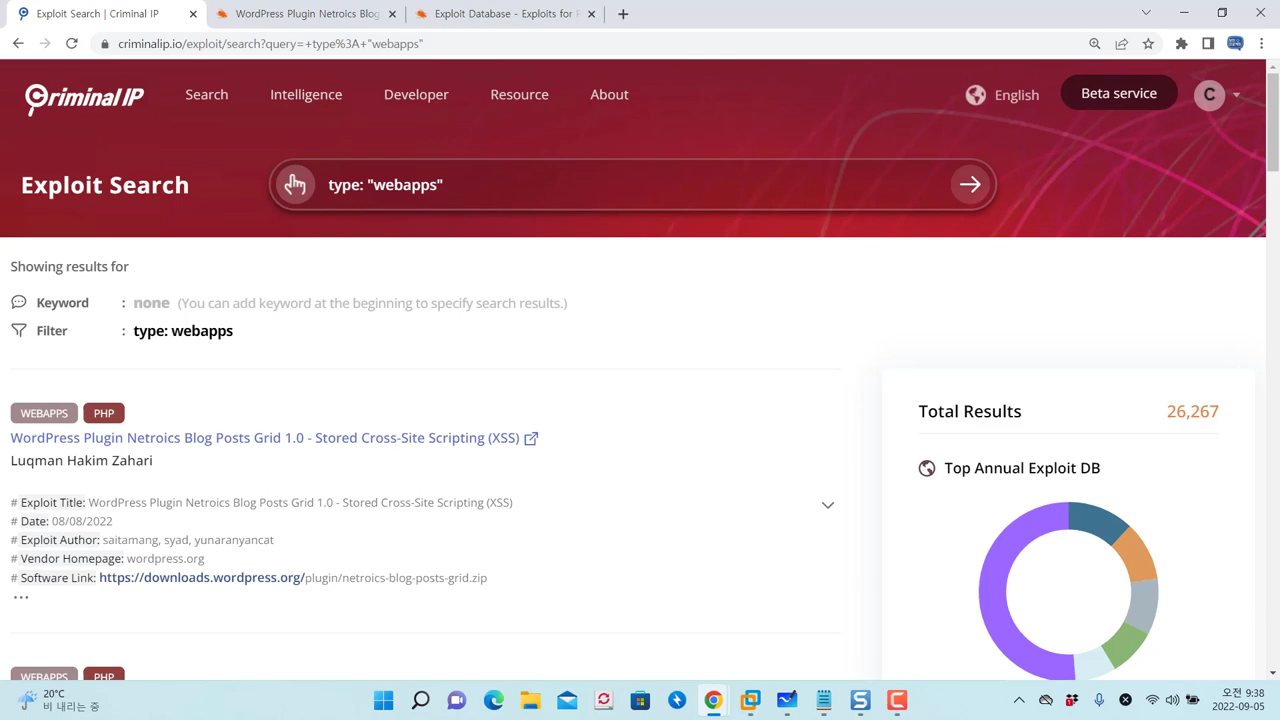 Exploit Search | Criminal IP
WordPress Plugin Netroics Blog
Exploit Database - Exploits for P
criminalip.io/exploit/search?query=+type%3A+"webapps"
Criminal IP
Search
Intelligence
Developer
Resource
About
English
Beta service
C
Exploit Search
type: "webapps"
Showing results for
Keyword : none (You can add keyword at the beginning to specify search results.)
Filter : type: webapps
WEBAPPS PHP
WordPress Plugin Netroics Blog Posts Grid 1.0 - Stored Cross-Site Scripting (XSS)
Luqman Hakim Zahari
# Exploit Title: WordPress Plugin Netroics Blog Posts Grid 1.0 - Stored Cross-Site Scripting (XSS)
# Date: 08/08/2022
# Exploit Author: saitamang, syad, yunaranyancat
# Vendor Homepage: wordpress.org
# Software Link: https://downloads.wordpress.org/plugin/netroics-blog-posts-grid.zip
...
WEBAPPS PHP
Total Results 26,267
Top Annual Exploit DB
20°C
내리는 중
오전 9:38
2022-09-05